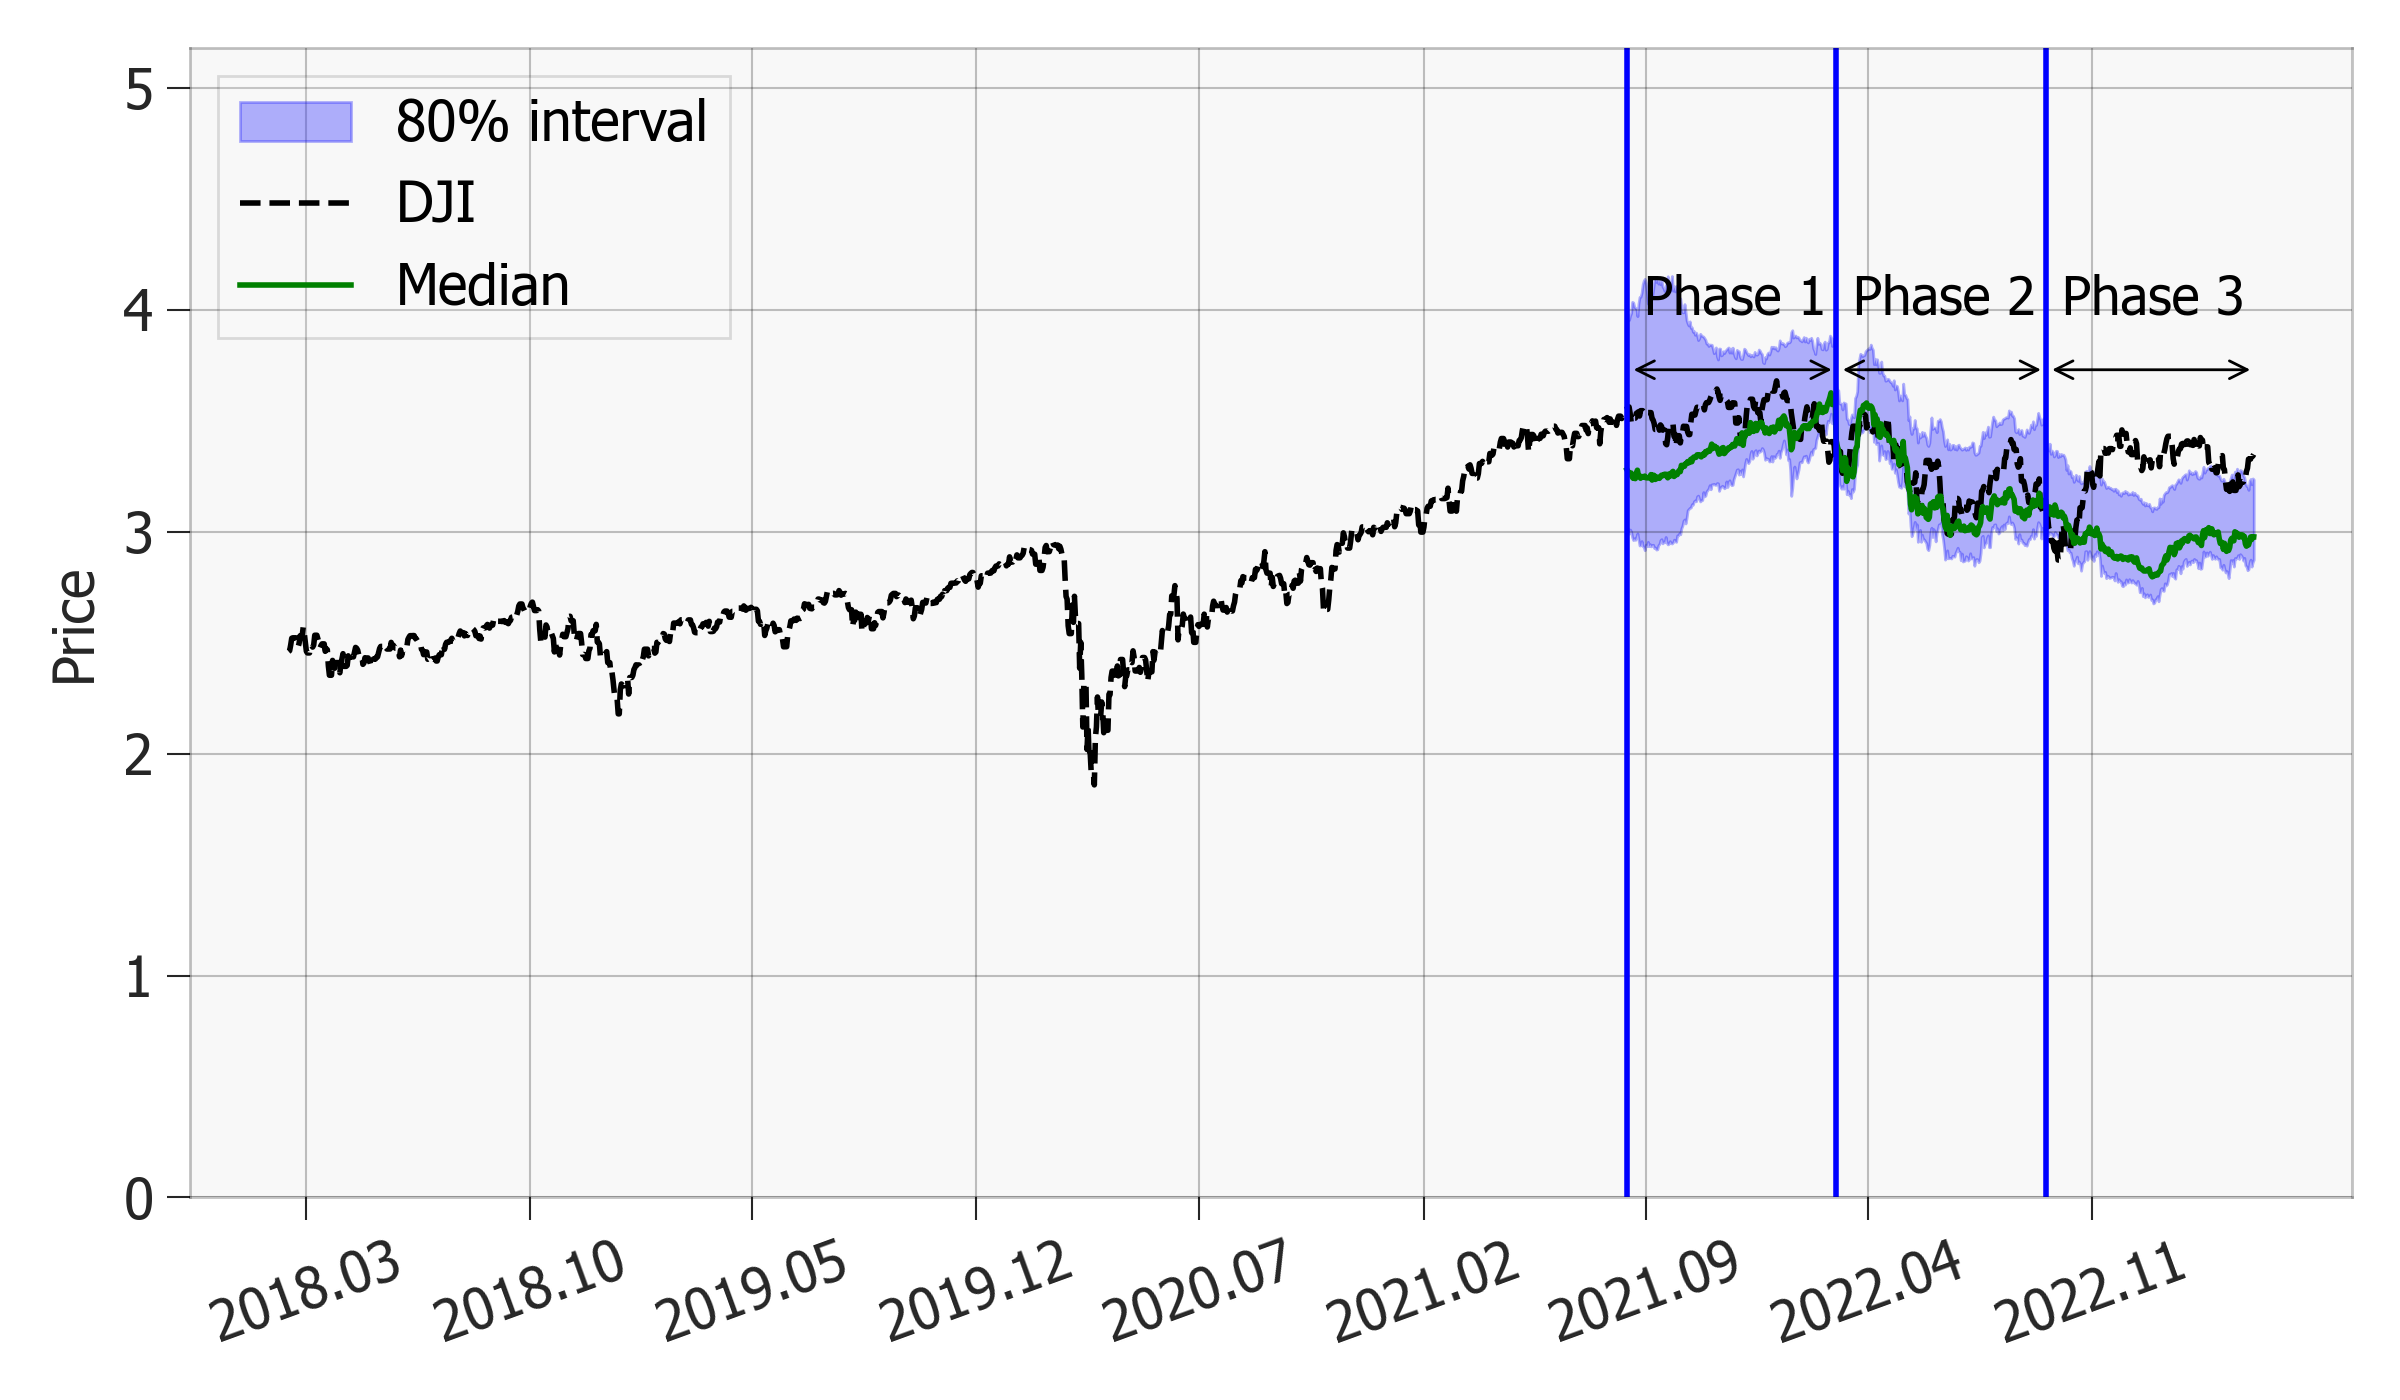 5
4
3
2
1
0
Price
80% interval
DJI
Median
Phase 1
Phase 2
Phase 3
2018.03
2018.10
2019.05
2019.12
2020.07
2021.02
2021.09
2022.04
2022.11